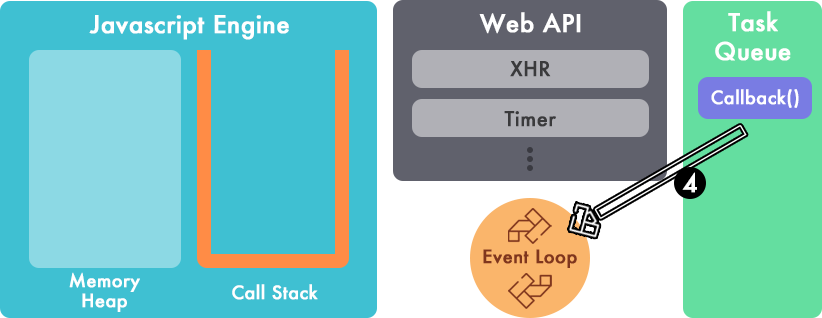 Javascript Engine
Memory
Heap
Call Stack
Web API
XHR
Timer
Task
Queue
Callback()
4
Event Loop